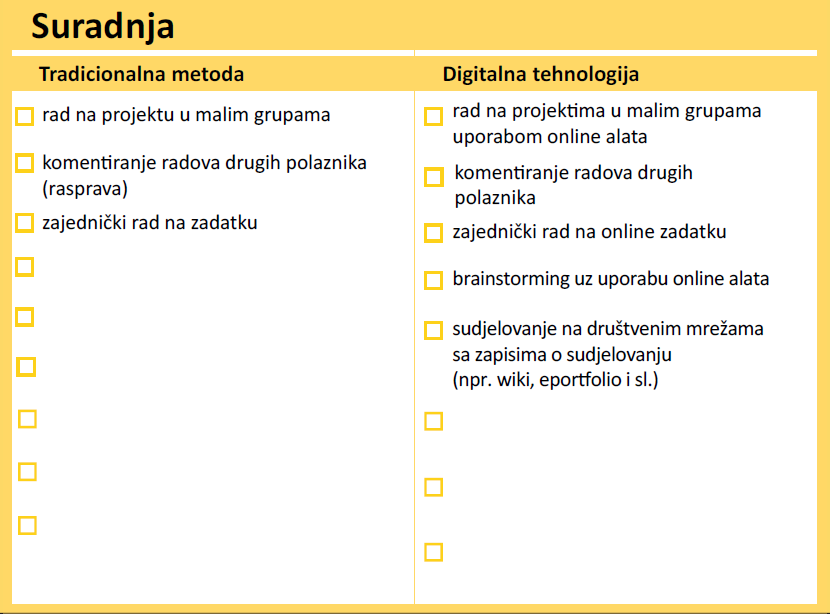 Suradnja
Tradicionalna metoda
rad na projektu u malim grupama
komentiranje radova drugih polaznika
(rasprava)
zajednički rad na zadatku
Digitalna tehnologija
rad na projektima u malim grupama
uporabom online alata
komentiranje radova drugih
polaznika
zajednički rad na online zadatku
brainstorming uz uporabu online alata
sudjelovanje na društvenim mrežama
sa zapisima o sudjelovanju
(npr. wiki, eportfolio i sl.)